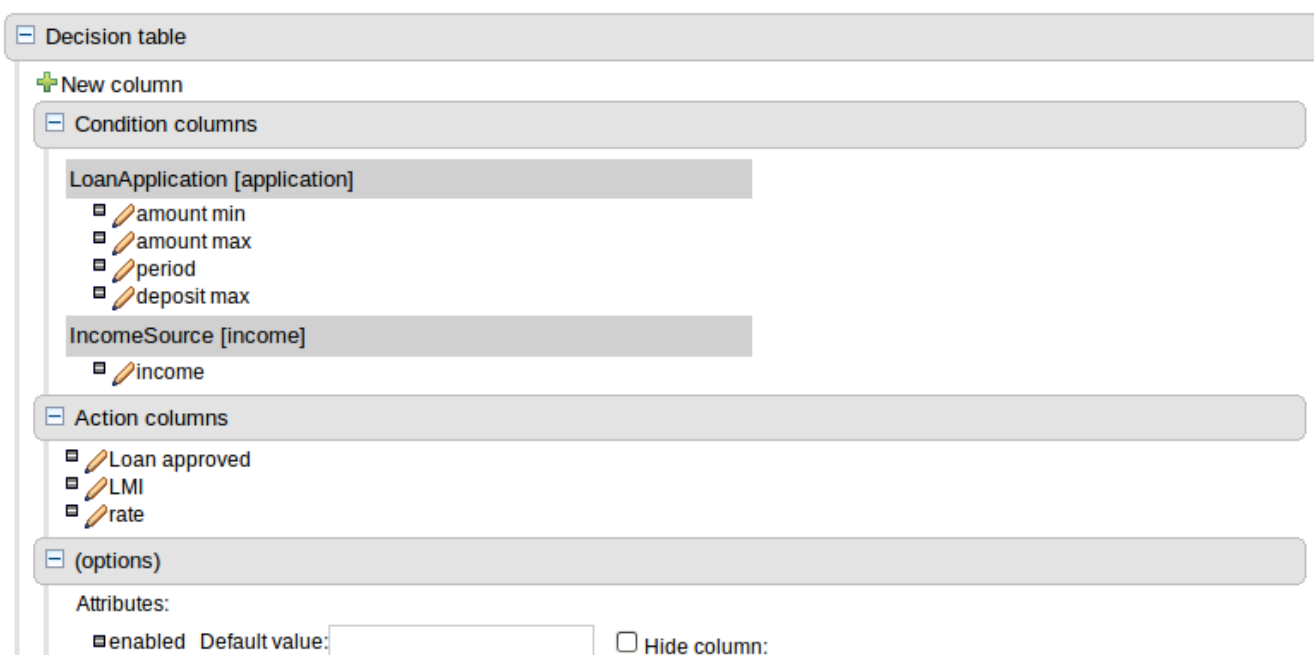 Decision table
New column
Condition columns
LoanApplication [application]
amount min
amount max
period
deposit max
IncomeSource [income]
income
Action columns
Loan approved
LMI
rate
(options)
Attributes:
enabled Default value: Hide column: